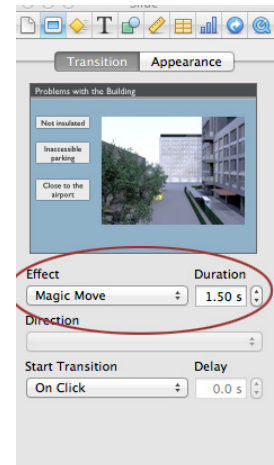 Transition Appearance
Problems with the Building
Not insulated
Inaccessible
parking
Close to the
airport
Effect Duration
Magic Move 1.50 s
Direction
Start Transition Delay
On Click 0.0 s